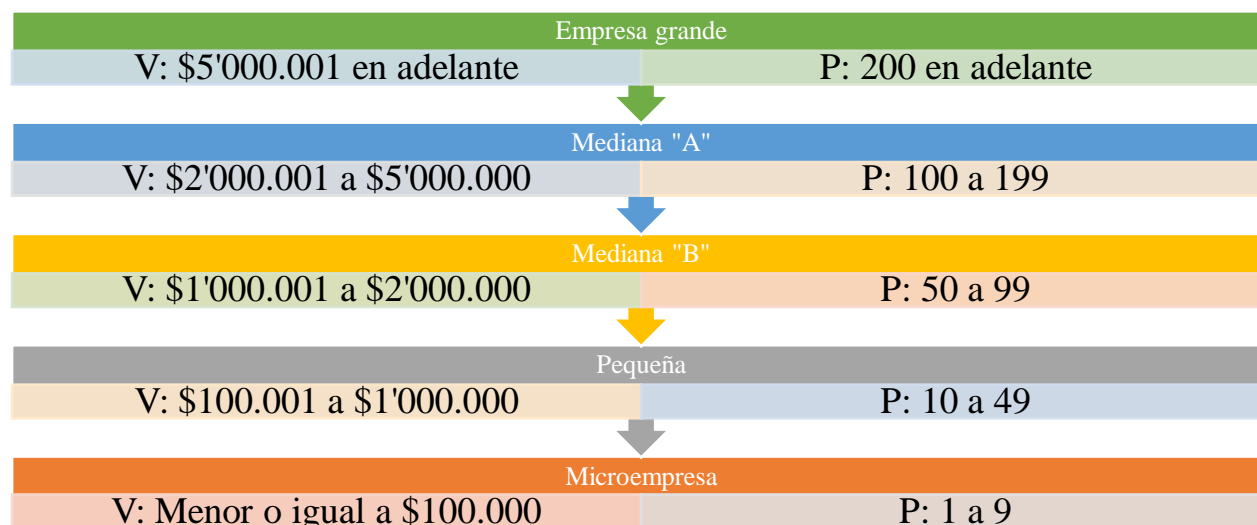 Empresa grande
V: $5'000.001 en adelante
P: 200 en adelante
Mediana "A"
V: $2'000.001 a $5'000.000
P: 100 a 199
Mediana "B"
V: $1'000.001 a $2'000.000
P: 50 a 99
Pequeña
V: $100.001 a $1'000.000
P: 10 a 49
Microempresa
V: Menor o igual a $100.000
P: 1 a 9